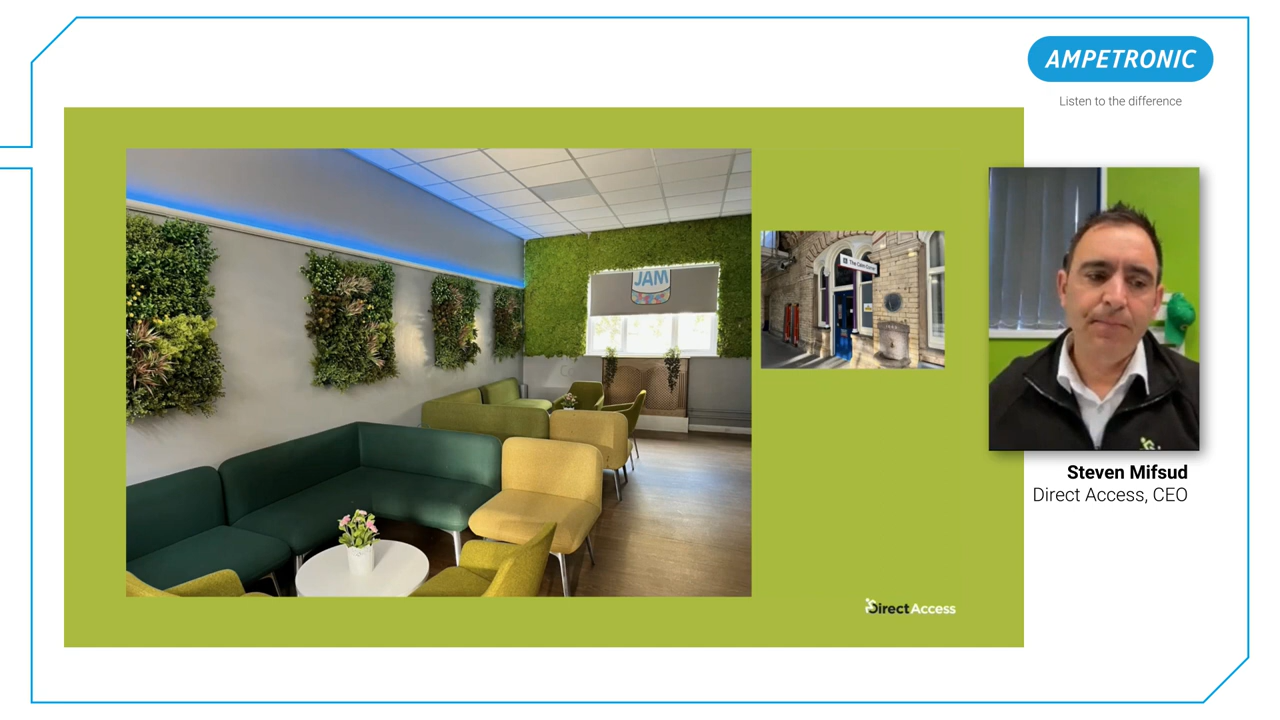 AMPETRONIC
Listen to the difference
JAM
Direct Access
Steven Mifsud
Direct Access, CEO